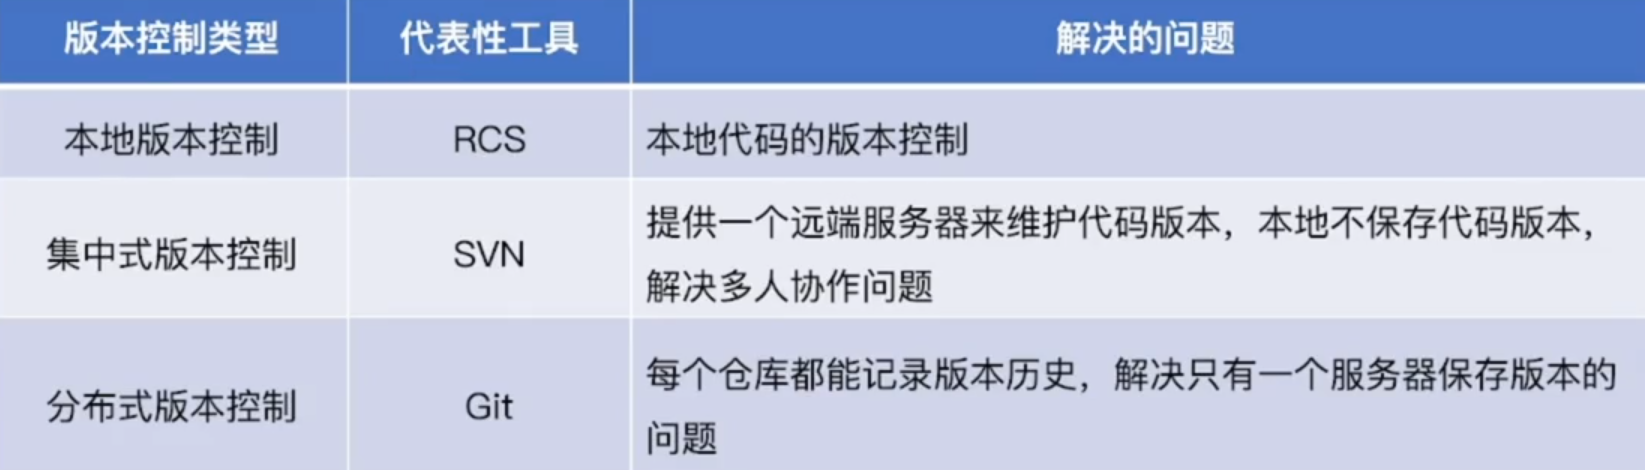 版本控制类型 代表性工具 解决的问题
本地版本控制 RCS 本地代码的版本控制
集中式版本控制 SVN 提供一个远端服务器来维护代码版本，本地不保存代码版本，
解决多人协作问题
分布式版本控制 Git 每个仓库都能记录版本历史，解决只有一个服务器保存版本的
问题